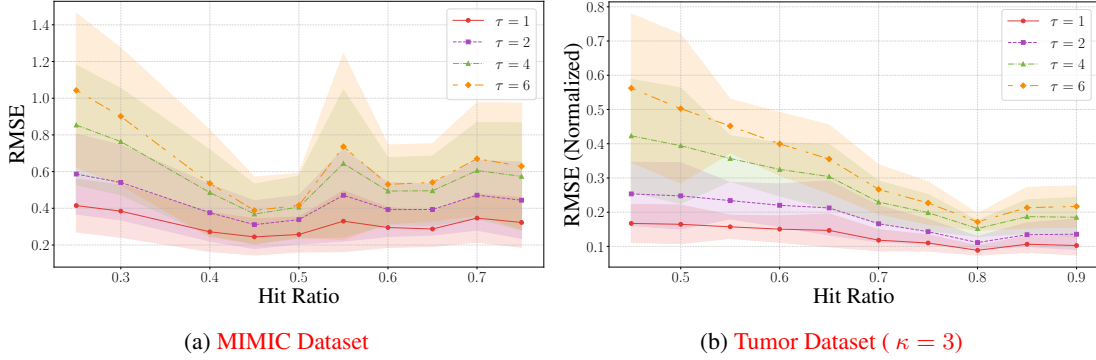 1.4
1.2
1.0
0.8
0.6
0.4
0.2
RMSE
0.3 0.4 0.5 0.6 0.7
Hit Ratio
τ = 1
τ = 2
τ = 4
τ = 6
(a) MIMIC Dataset
0.8
0.7
0.6
0.5
0.4
0.3
0.2
0.1
RMSE (Normalized)
0.5 0.6 0.7 0.8 0.9
Hit Ratio
τ = 1
τ = 2
τ = 4
τ = 6
(b) Tumor Dataset ( κ = 3)